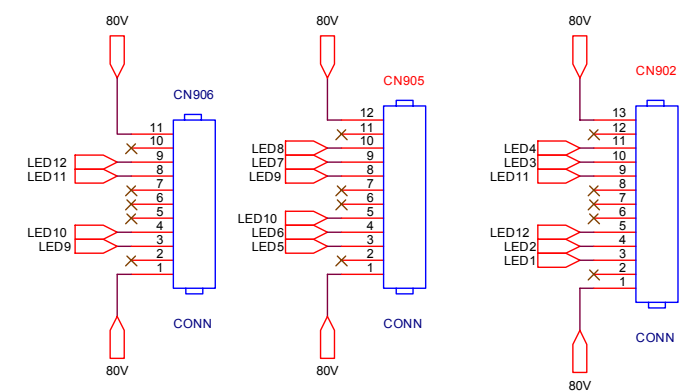 80V
80V
80V
CN906
CN905
CN902
11
10
LED12 9
LED11 8
7
6
5
LED10 4
LED9 3
2
1
CONN
80V
12
11
LED8 10
LED7 9
LED9 8
7
6
LED10 5
LED6 4
LED5 3
2
1
CONN
80V
13
12
LED4 11
LED3 10
LED11 9
8
7
6
LED12 5
LED2 4
LED1 3
2
1
CONN
80V